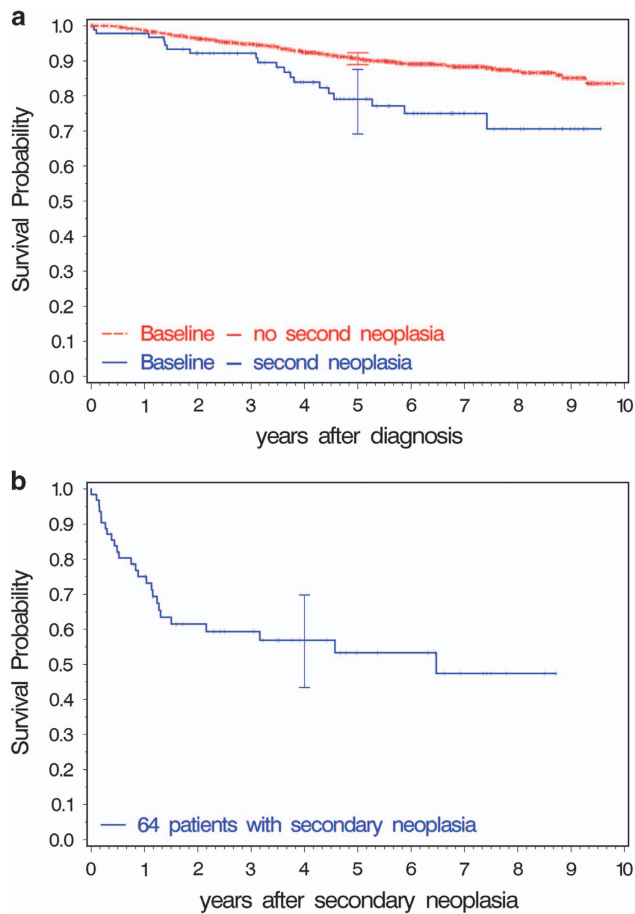 a
1.0
0.9
0.8
0.7
0.6
0.5
0.4
0.3
0.2
0.1
0.0
Survival Probability
Baseline – no second neoplasia
Baseline – second neoplasia
0 1 2 3 4 5 6 7 8 9 10
years after diagnosis
b
1.0
0.9
0.8
0.7
0.6
0.5
0.4
0.3
0.2
0.1
0.0
Survival Probability
64 patients with secondary neoplasia
0 1 2 3 4 5 6 7 8 9 10
years after secondary neoplasia